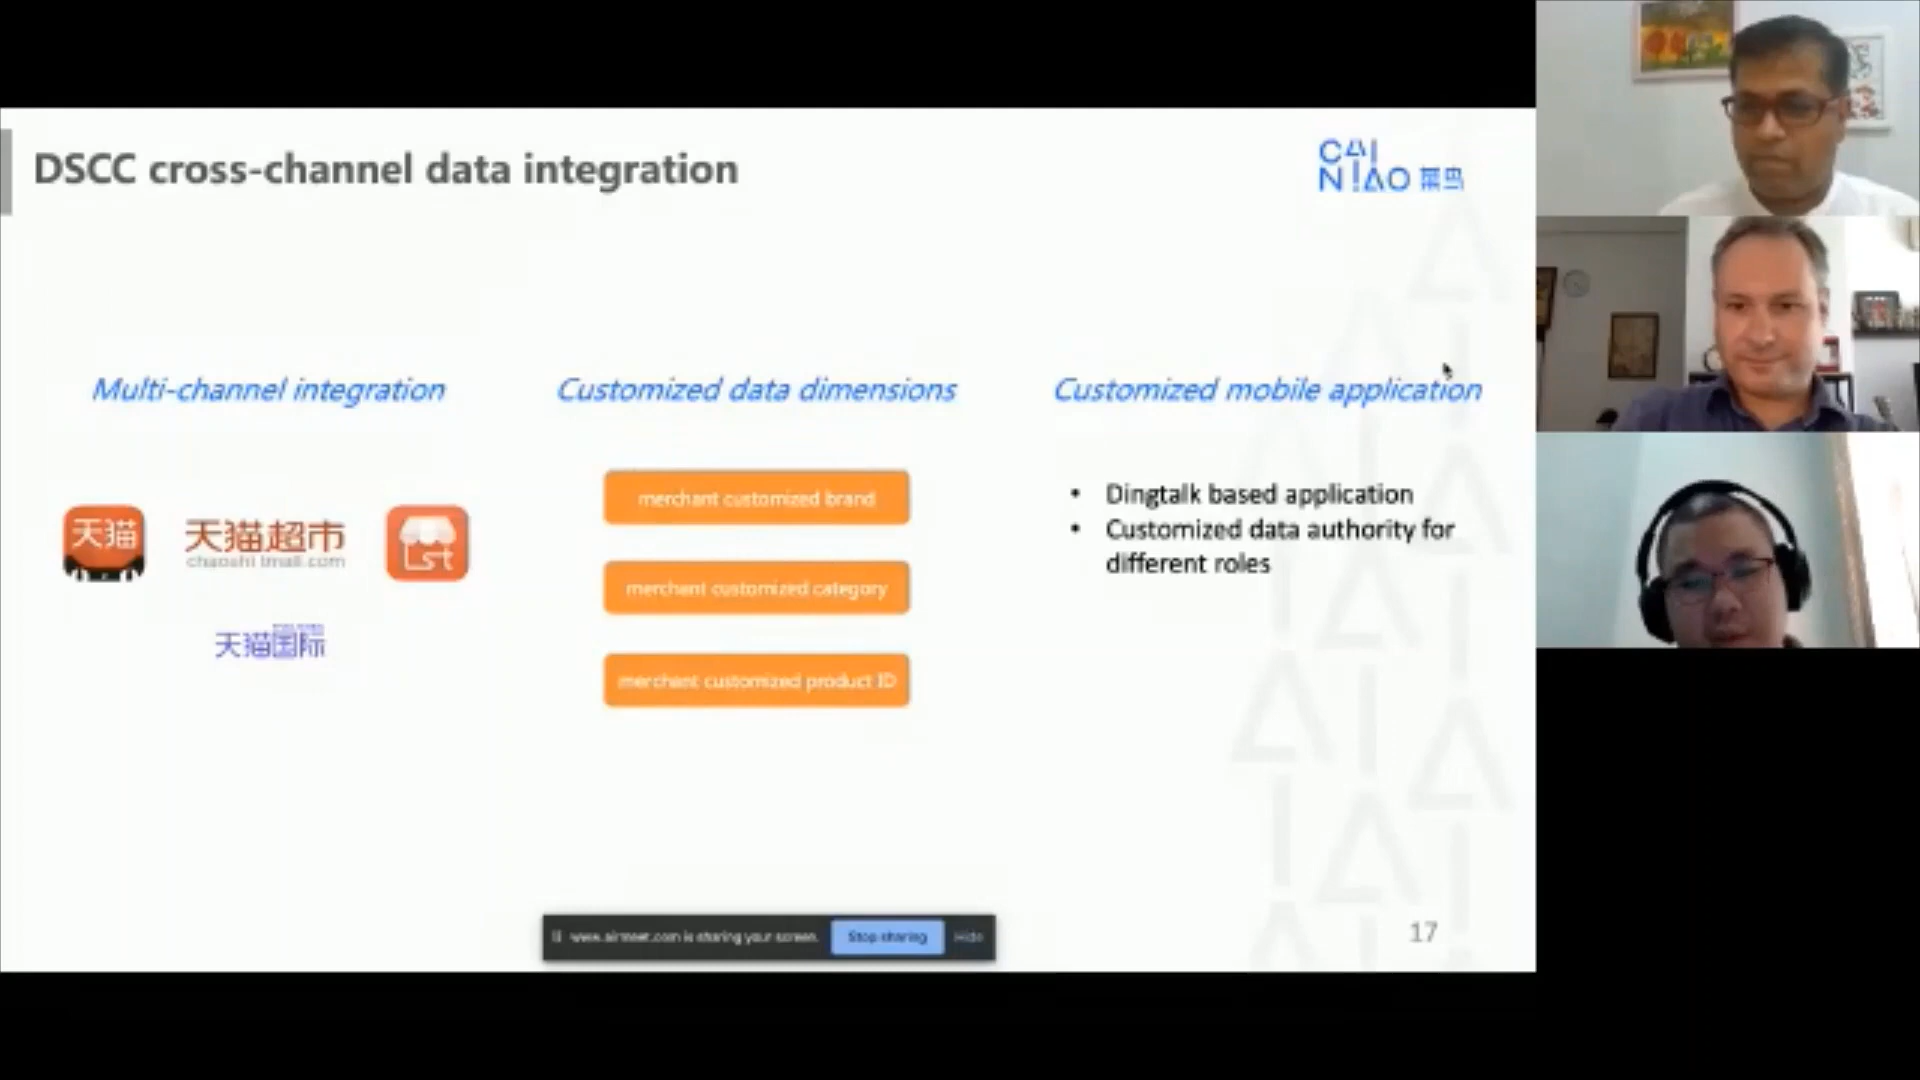 DSCC cross-channel data integration
CAI
NIAO 菜鸟
Multi-channel integration
Customized data dimensions
Customized mobile application
天猫
天猫超市
chaoshi.tmall.com
Lst
天猫国际
merchant customized brand
merchant customized category
merchant customized product ID
• Dingtalk based application
• Customized data authority for
different roles
www.airmeet.com is sharing your screen.
Stop sharing
Hide
17